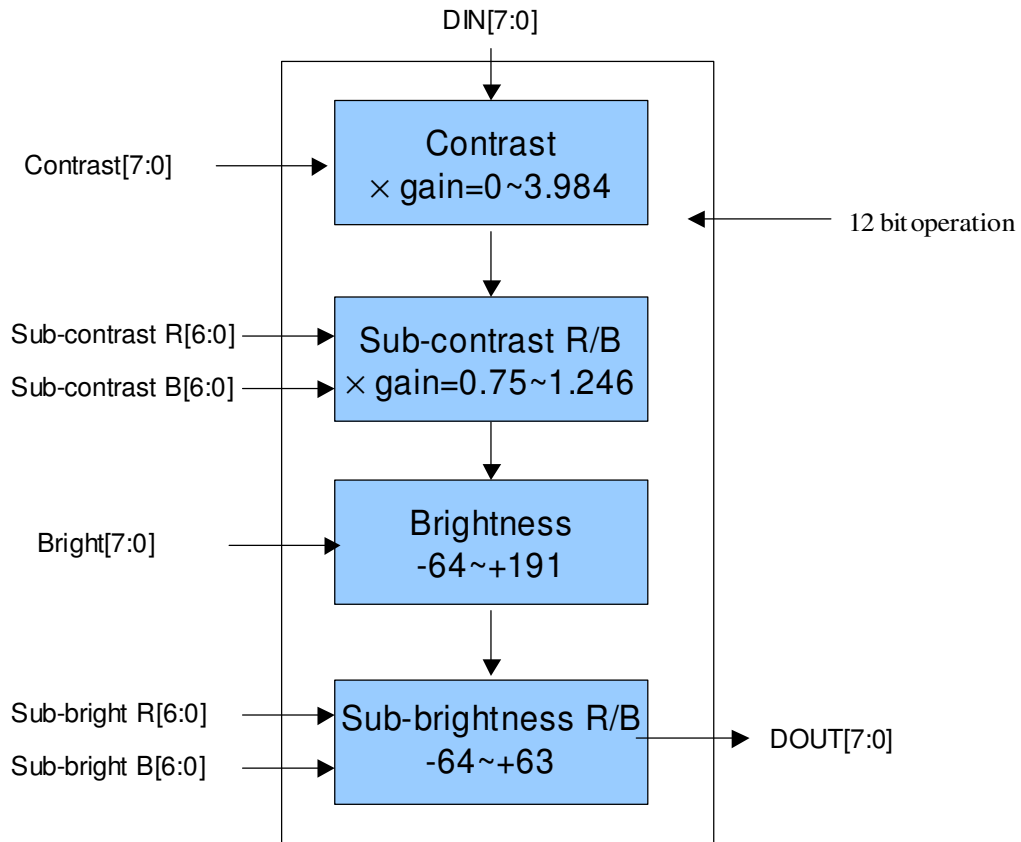 DIN[7:0]
Contrast
× gain=0~3.984
Contrast[7:0]
12 bit operation
Sub-contrast R[6:0]
Sub-contrast B[6:0]
Sub-contrast R/B
× gain=0.75~1.246
Bright[7:0]
Brightness
-64~+191
Sub-bright R[6:0]
Sub-bright B[6:0]
Sub-brightness R/B
-64~+63
DOUT[7:0]